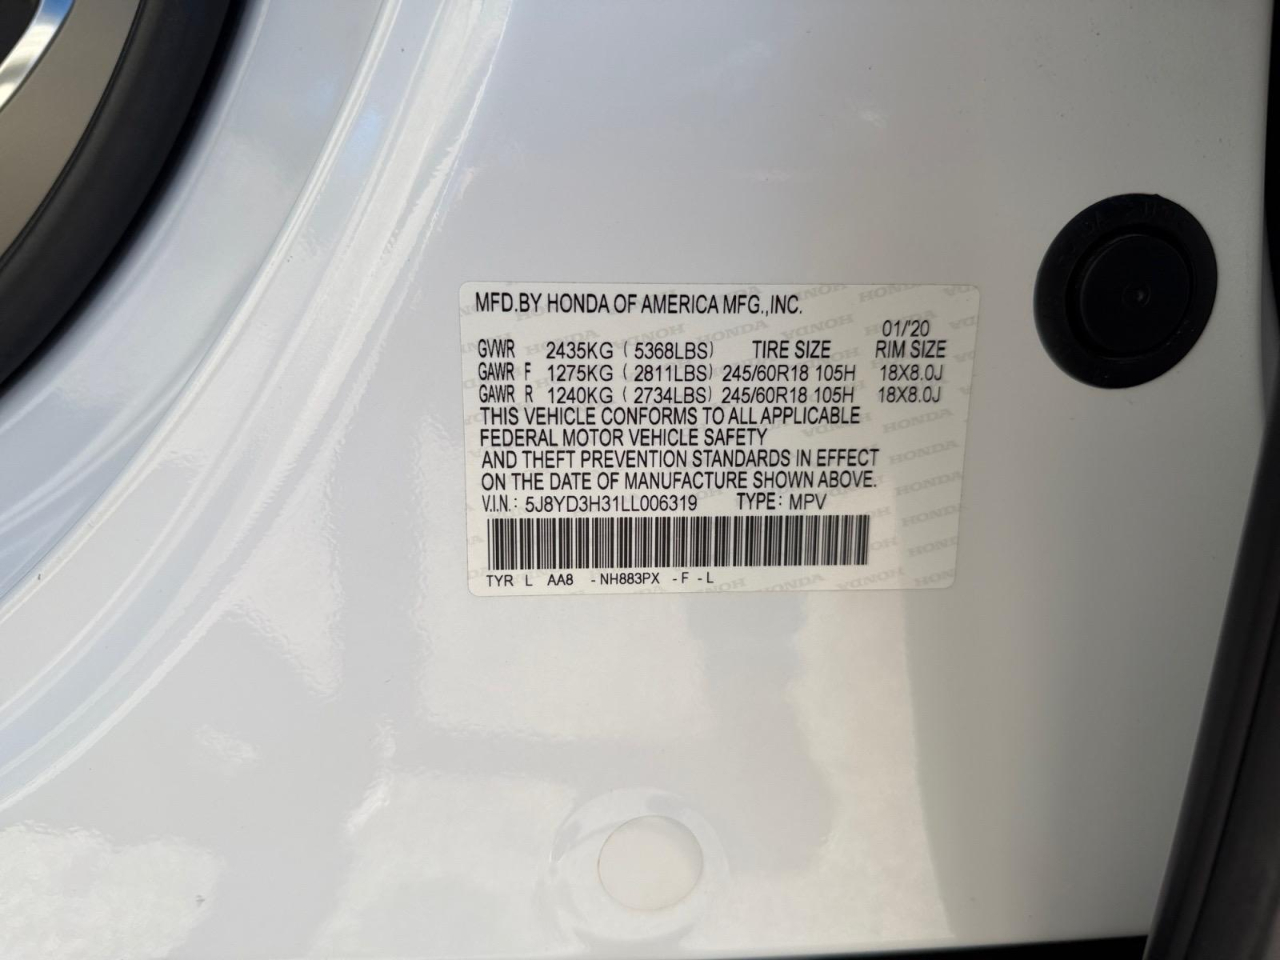 MFD.BY HONDA OF AMERICA MFG.,INC.
01/'20
GVWR 2435KG ( 5368LBS) TIRE SIZE RIM SIZE
GAWR F 1275KG ( 2811LBS) 245/60R18 105H 18X8.0J
GAWR R 1240KG ( 2734LBS) 245/60R18 105H 18X8.0J
THIS VEHICLE CONFORMS TO ALL APPLICABLE
FEDERAL MOTOR VEHICLE SAFETY
AND THEFT PREVENTION STANDARDS IN EFFECT
ON THE DATE OF MANUFACTURE SHOWN ABOVE.
V.I.N.: 5J8YD3H31LL006319 TYPE: MPV
TYR L AA8 -NH883PX -F -L